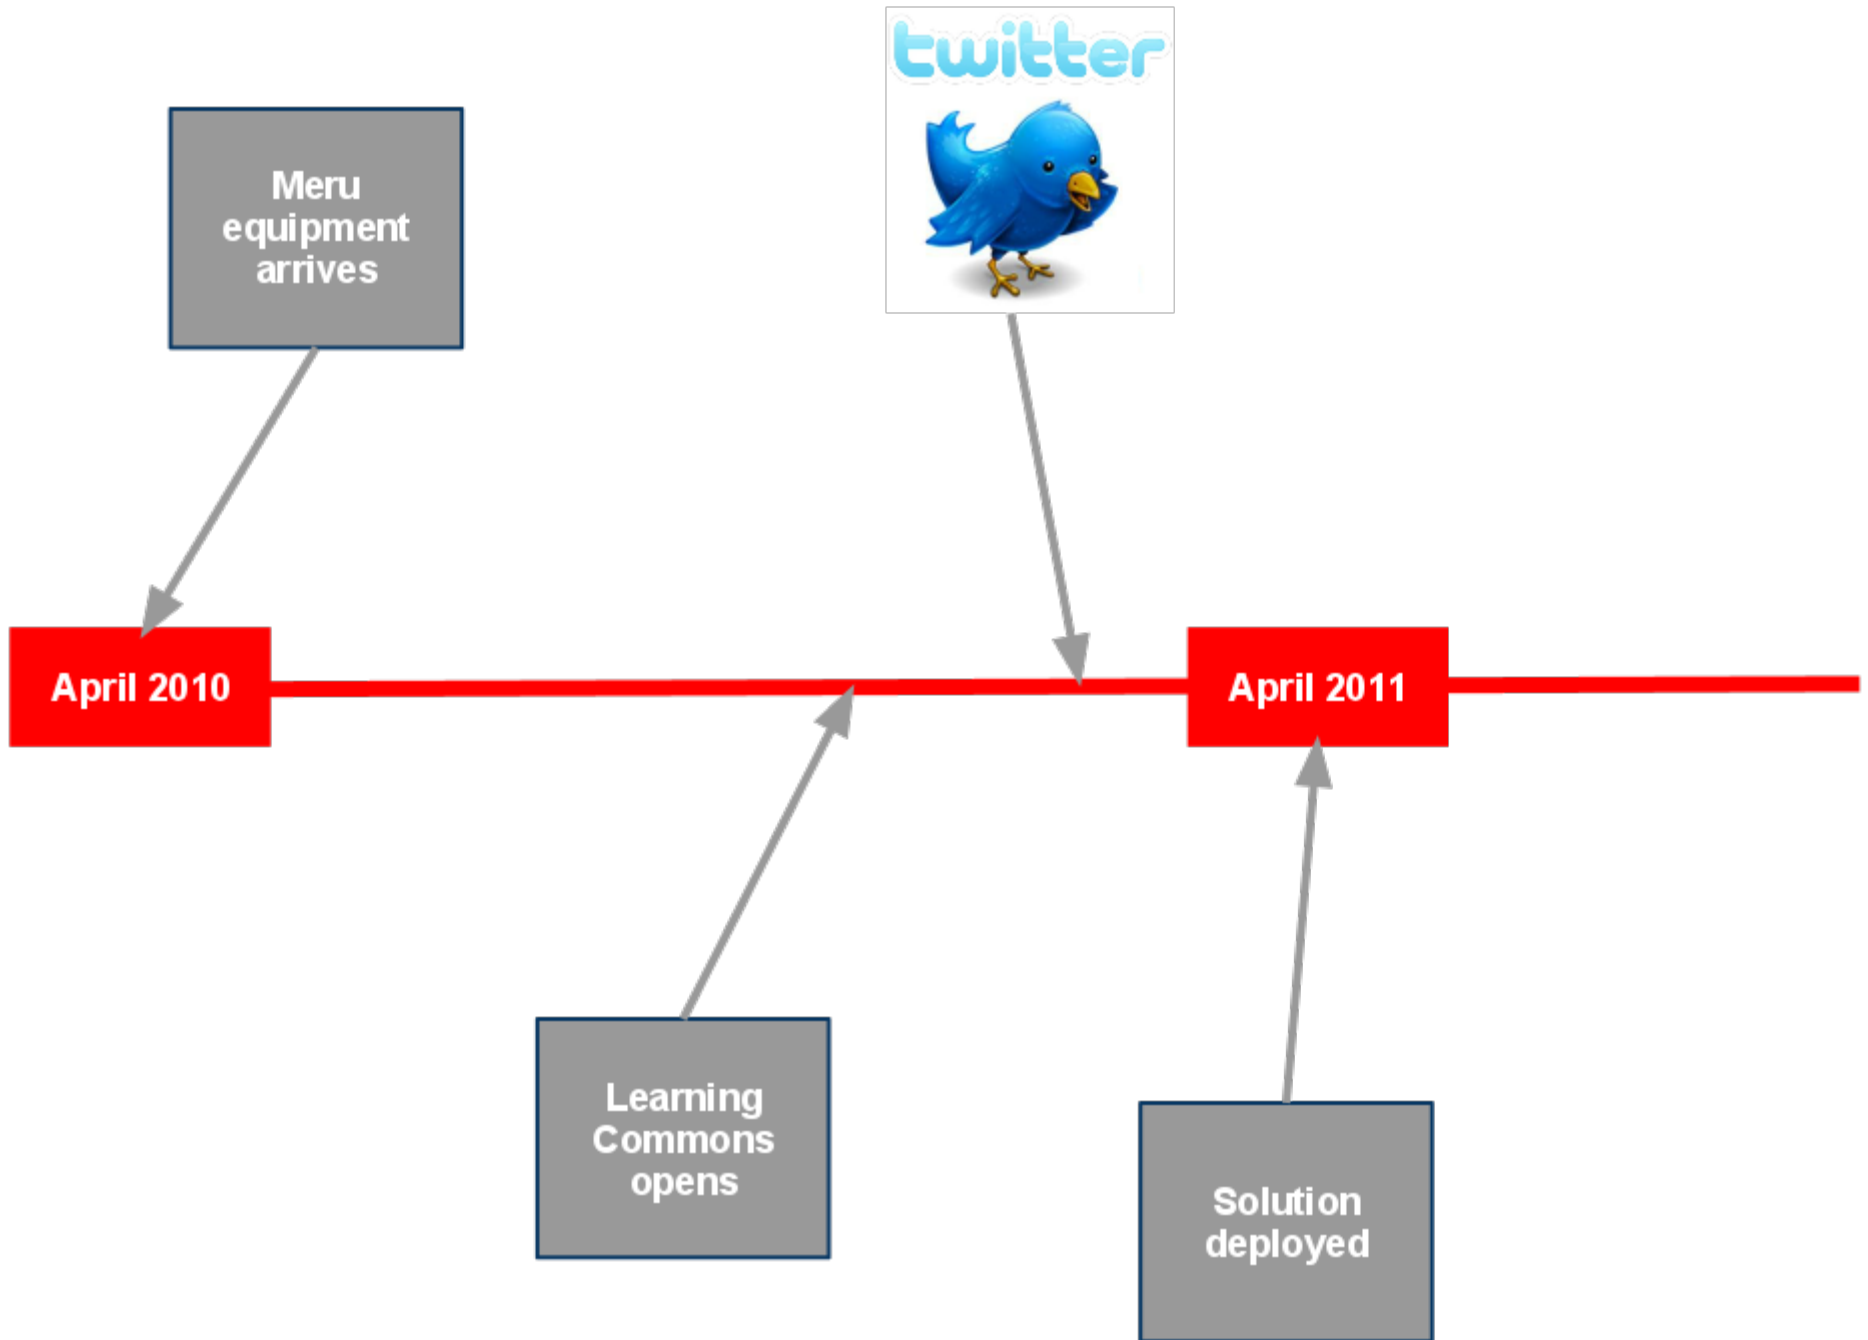 twitter
Meru
equipment
arrives
April 2010
April 2011
Learning
Commons
opens
Solution
deployed